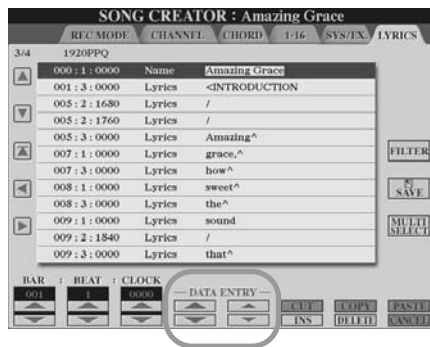 SONG CREATOR : Amazing Grace
REC MODE CHANNEL CHORD 1-16 SYS/EX. LYRICS
3/4 1920PPQ
000 : 1 : 0000 Name Amazing Grace
001 : 3 : 0000 Lyrics <INTRODUCTION
005 : 2 : 1680 Lyrics /
005 : 2 : 1760 Lyrics /
005 : 3 : 0000 Lyrics Amazing^
007 : 1 : 0000 Lyrics grace,^
007 : 3 : 0000 Lyrics how^
008 : 1 : 0000 Lyrics sweet^
008 : 3 : 0000 Lyrics the^
009 : 1 : 0000 Lyrics sound
009 : 2 : 1840 Lyrics /
009 : 3 : 0000 Lyrics that^
FILTER
SAVE
MULTI
SELECT
BAR : BEAT : CLOCK
001 1 0000
DATA ENTRY
CUT COPY PASTE
INS DELETE CANCEL